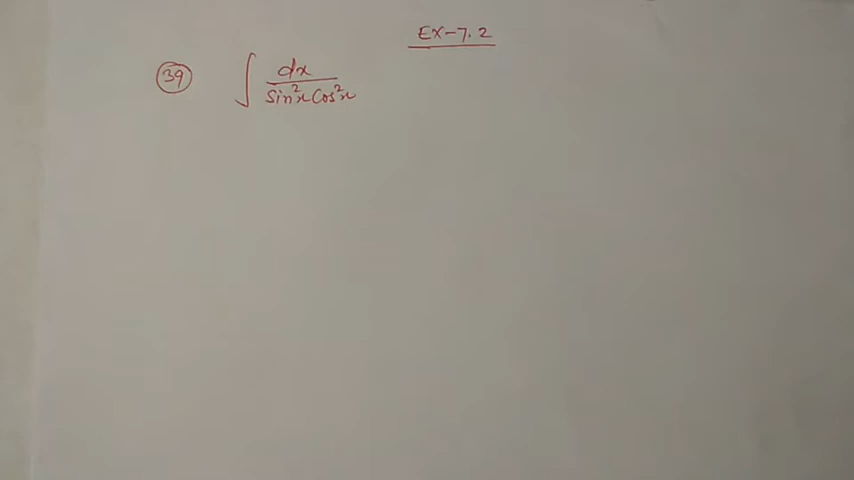 Ex-7.2
39 ∫ dx / Sin²x Cos²x